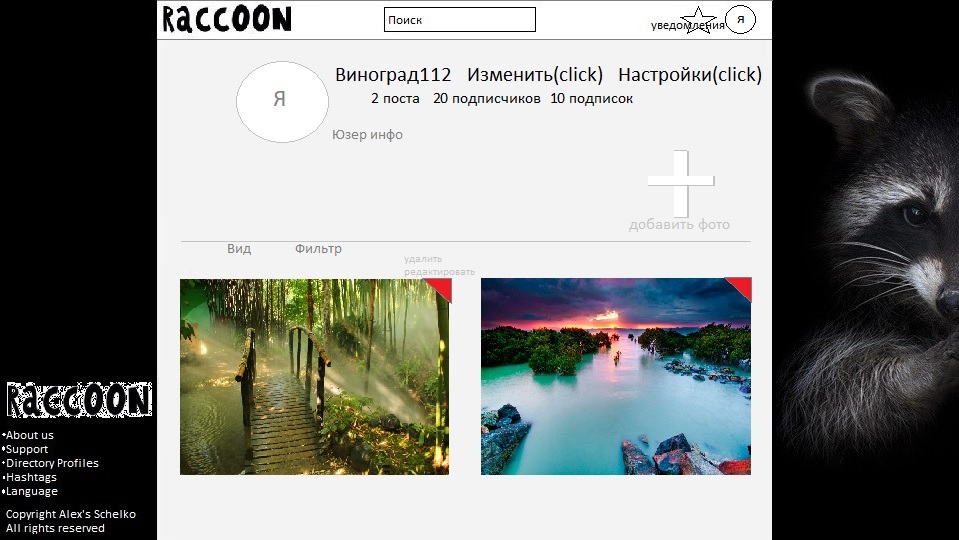 RACCOON
Поиск
уведомления
Я
Я
Виноград112 Изменить(click) Настройки(click)
2 поста 20 подписчиков 10 подписок
Юзер инфо
добавить фото
Вид Фильтр
удалить
редактировать
RACCOON
•About us
•Support
•Directory Profiles
•Hashtags
•Language
Copyright Alex's Schelko
All rights reserved